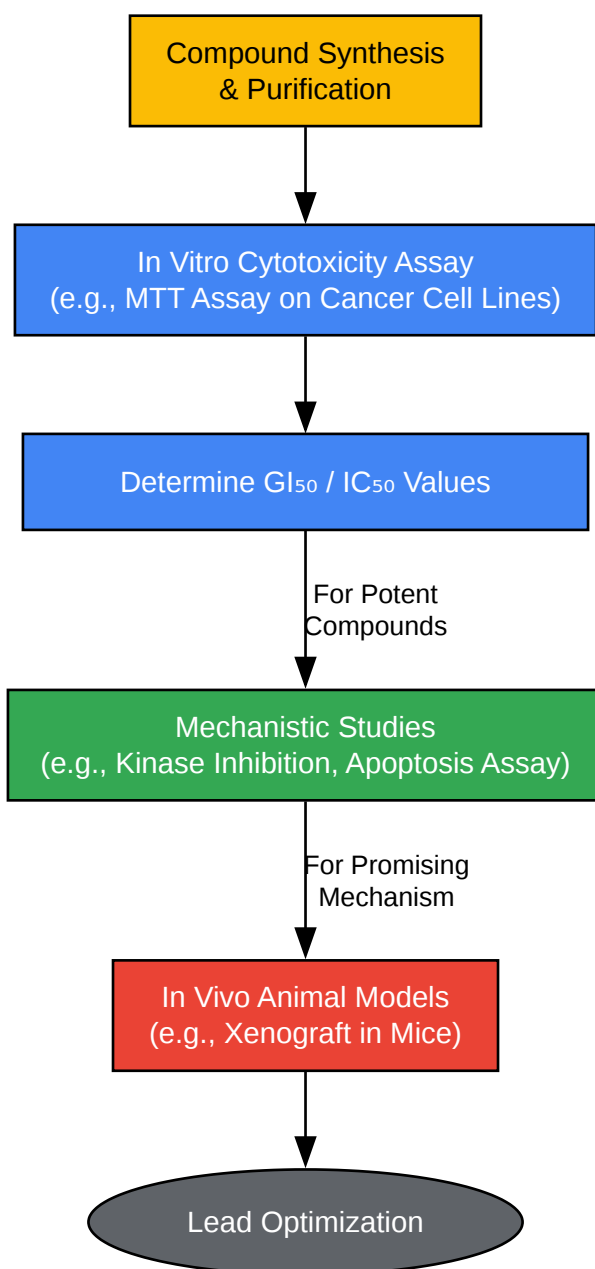 Compound Synthesis
& Purification
In Vitro Cytotoxicity Assay
(e.g., MTT Assay on Cancer Cell Lines)
Determine GI₅₀ / IC₅₀ Values
For Potent
Compounds
Mechanistic Studies
(e.g., Kinase Inhibition, Apoptosis Assay)
For Promising
Mechanism
In Vivo Animal Models
(e.g., Xenograft in Mice)
Lead Optimization